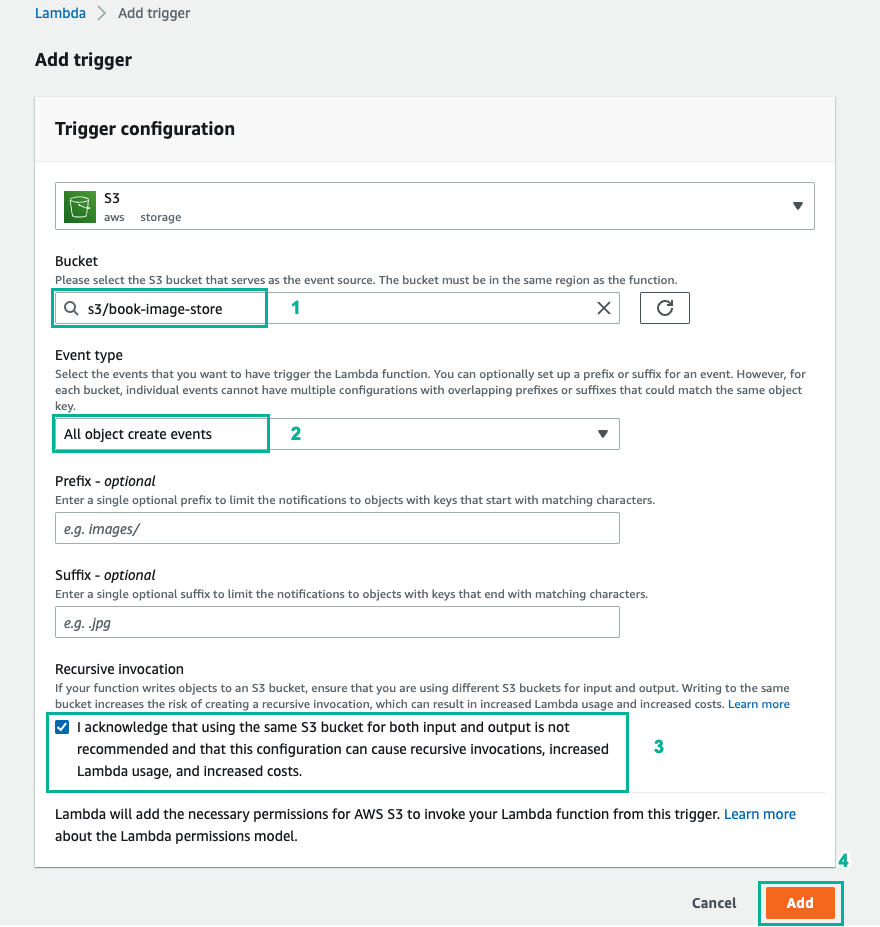 Lambda > Add trigger
Add trigger
Trigger configuration
S3
aws storage
Bucket
Please select the S3 bucket that serves as the event source. The bucket must be in the same region as the function.
s3/book-image-store 1
Event type
Select the events that you want to have trigger the Lambda function. You can optionally set up a prefix or suffix for an event. However, for
each bucket, individual events cannot have multiple configurations with overlapping prefixes or suffixes that could match the same object
key.
All object create events 2
Prefix - optional
Enter a single optional prefix to limit the notifications to objects with keys that start with matching characters.
e.g. images/
Suffix - optional
Enter a single optional suffix to limit the notifications to objects with keys that end with matching characters.
e.g. .jpg
Recursive invocation
If your function writes objects to an S3 bucket, ensure that you are using different S3 buckets for input and output. Writing to the same
bucket increases the risk of creating a recursive invocation, which can result in increased Lambda usage and increased costs. Learn more
I acknowledge that using the same S3 bucket for both input and output is not
recommended and that this configuration can cause recursive invocations, increased 3
Lambda usage, and increased costs.
Lambda will add the necessary permissions for AWS S3 to invoke your Lambda function from this trigger. Learn more
about the Lambda permissions model.
4
Cancel Add